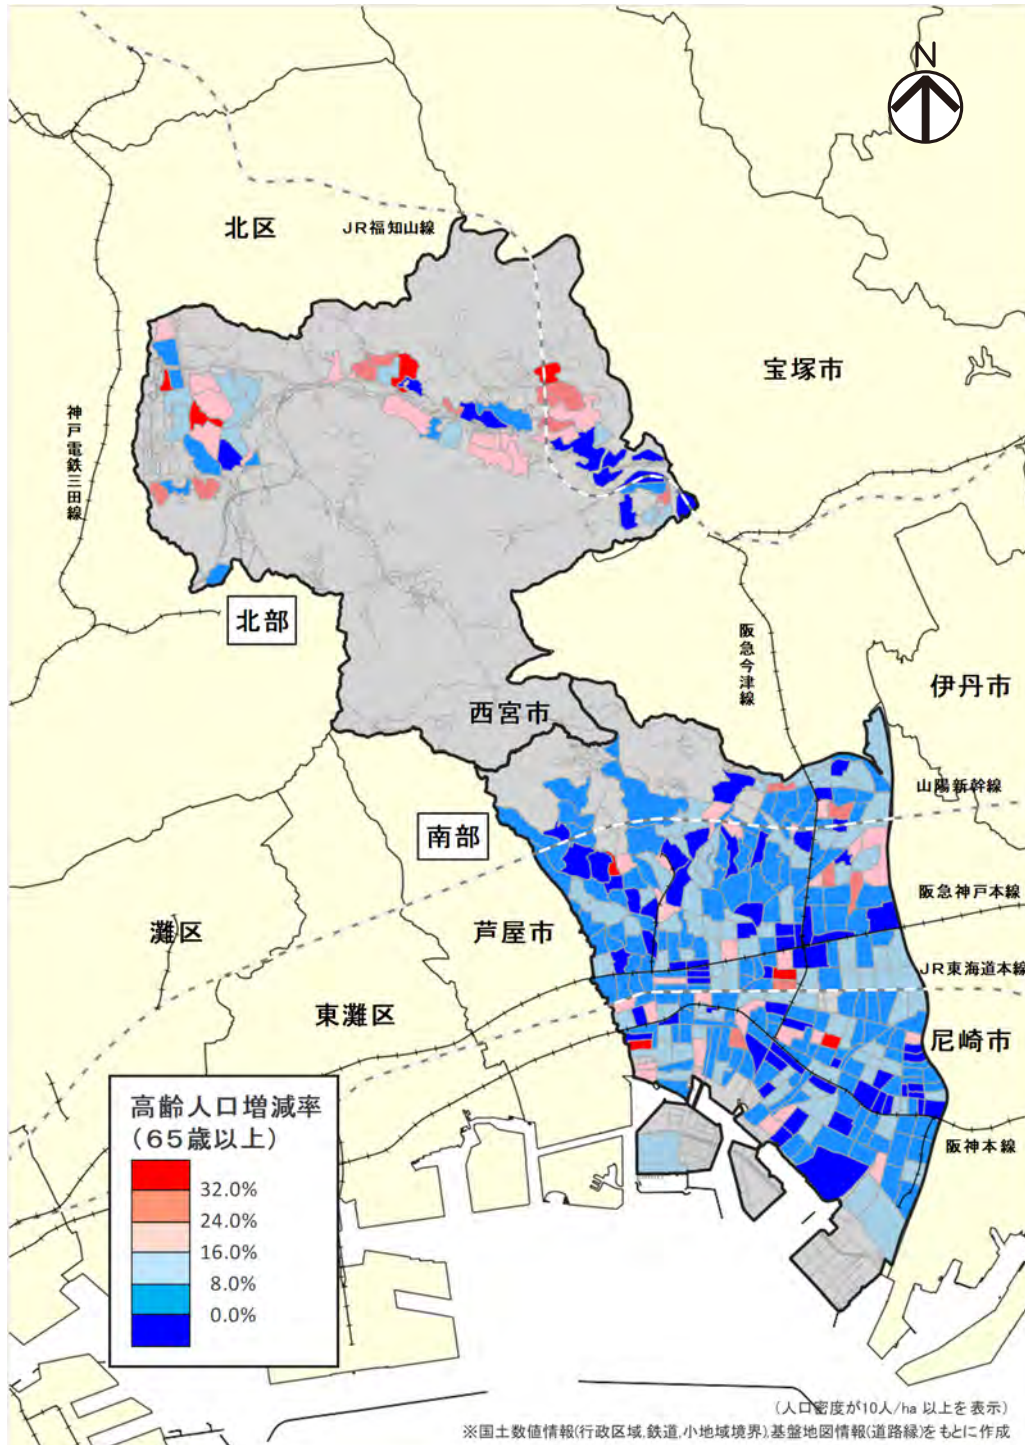 N
北区
JR福知山線
宝塚市
神戸電鉄三田線
北部
阪急今津線
伊丹市
西宮市
山陽新幹線
南部
阪急神戸本線
灘区
芦屋市
JR東海道本線
東灘区
尼崎市
高齢人口増減率
(65歳以上)
阪神本線
32.0%
24.0%
16.0%
8.0%
0.0%
(人口密度が10人/ha 以上を表示)
※国土数値情報(行政区域,鉄道,小地域境界),基盤地図情報(道路縁)をもとに作成